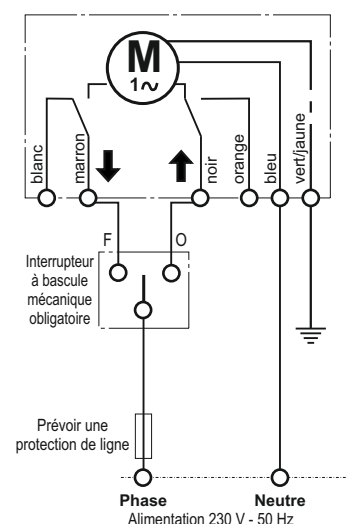 M
1∿
blanc
marron
noir
orange
bleu
vert/jaune
F
O
Interrupteur
à bascule
mécanique
obligatoire
Prévoir une
protection de ligne
Phase
Neutre
Alimentation 230 V - 50 Hz